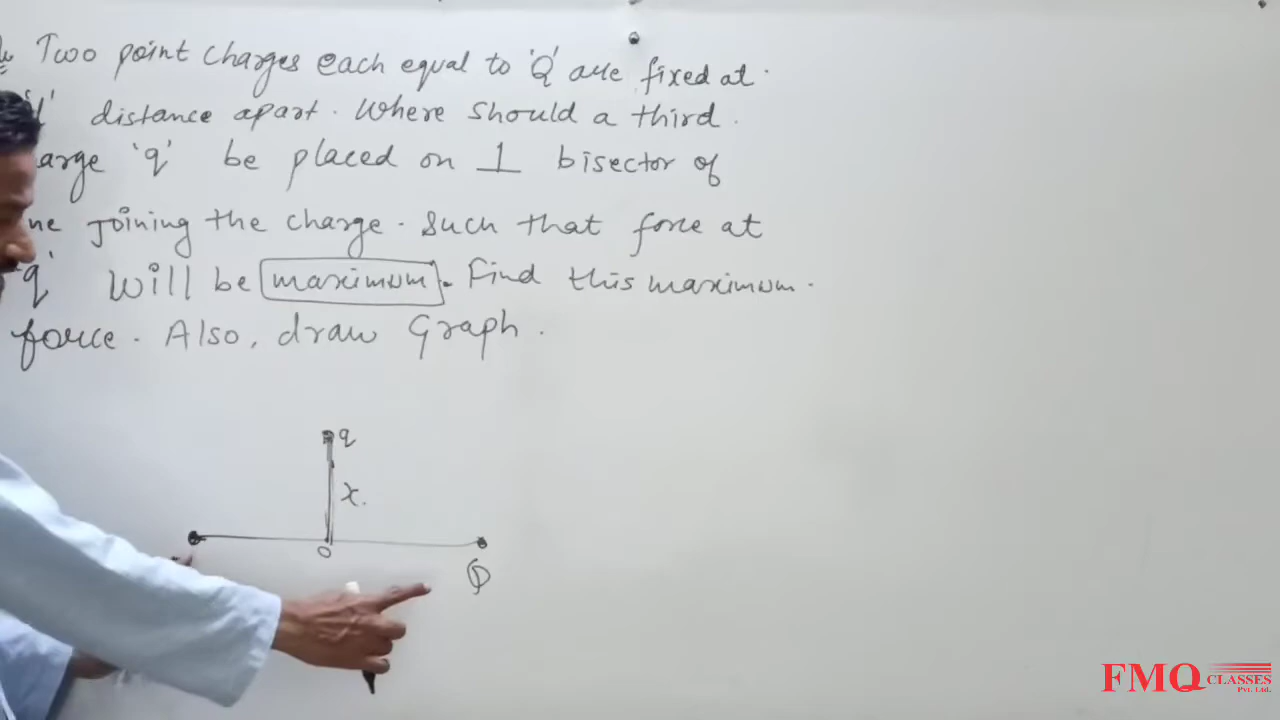 Two point charges each equal to 'Q' are fixed at.
distance apart. Where should a third.
arge 'q' be placed on ⊥ bisector of
ne joining the charge. Such that force at
'q' Will be maximum. Find this maximum.
force. Also, draw Graph.
q
x.
O
Q
FMQ CLASSES
Pvt. Ltd.